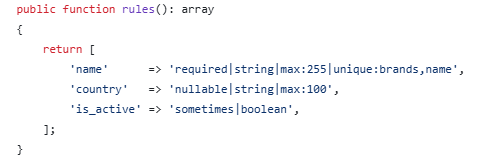 public function rules(): array
{
    return [
        'name'      => 'required|string|max:255|unique:brands,name',
        'country'   => 'nullable|string|max:100',
        'is_active' => 'sometimes|boolean',
    ];
}